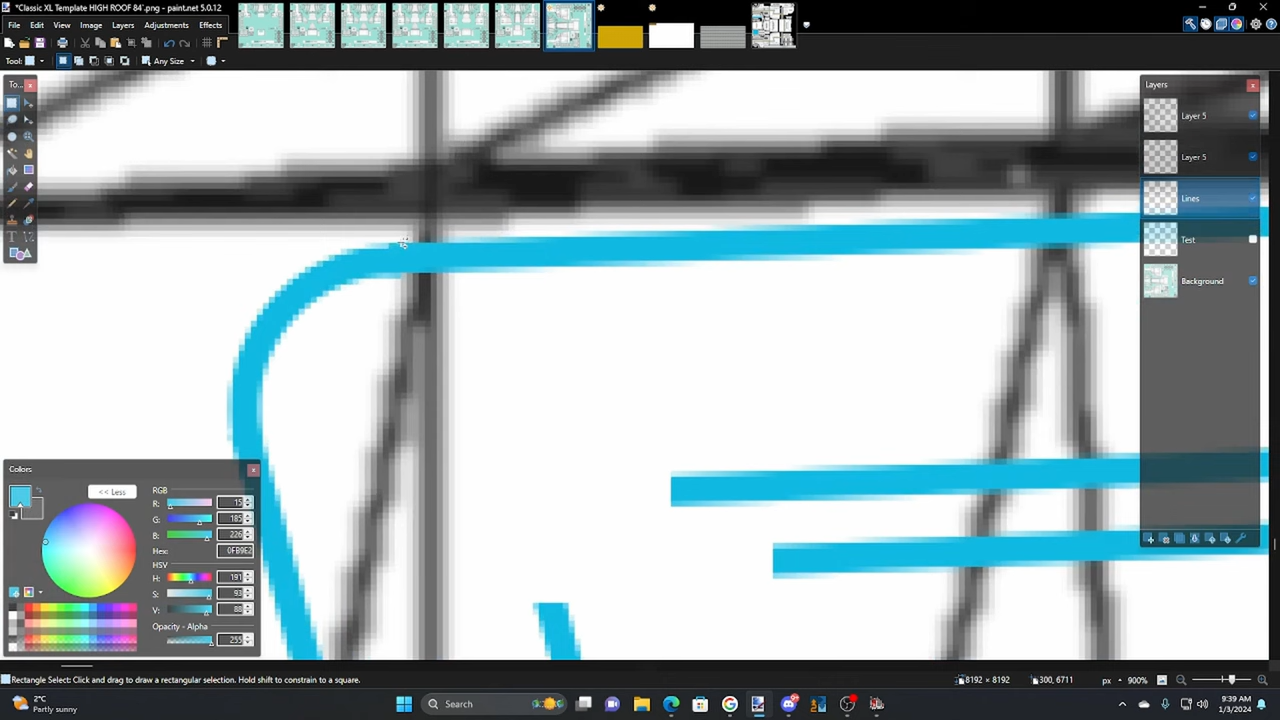 *Classic XL Template HIGH ROOF 84'.png - paint.net 5.0.12
File Edit View Image Layers Adjustments Effects
Tool: Any Size
To...
Layers
Layer 5
Layer 5
Lines
Test
Background
Colors
<< Less
RGB
R: 15
G: 185
B: 226
Hex: 0FB9E2
HSV
H: 191
S: 93
V: 88
Opacity - Alpha
255
Rectangle Select: Click and drag to draw a rectangular selection. Hold shift to constrain to a square.
8192 × 8192
300, 6711
px
900%
2°C
Partly sunny
Search
9:39 AM
1/3/2024